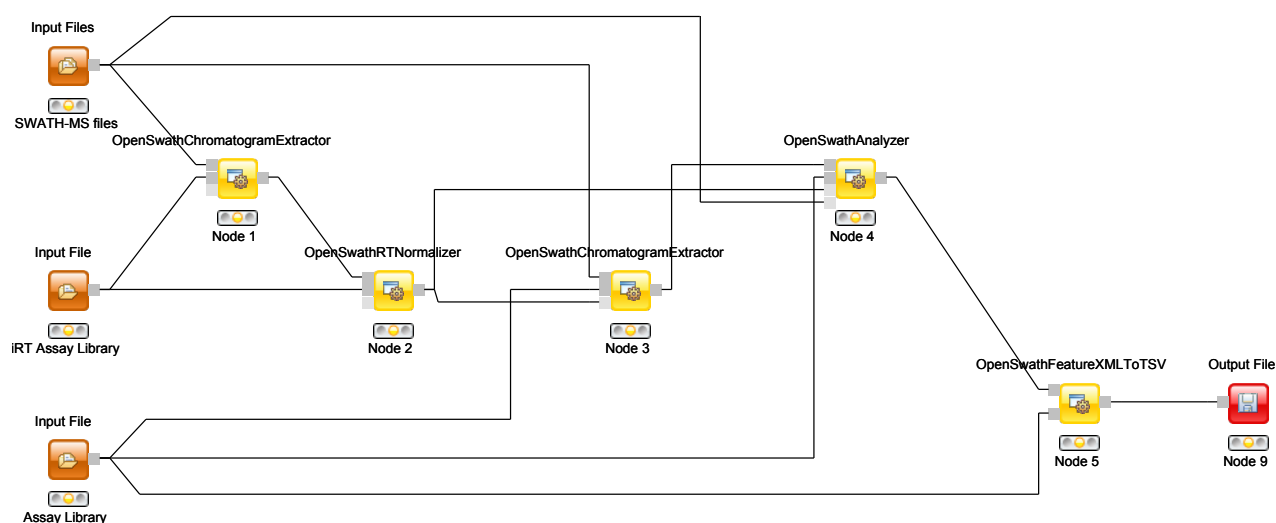 Input Files
SWATH-MS files
OpenSwathChromatogramExtractor
Node 1
OpenSwathAnalyzer
Node 4
Input File
iRT Assay Library
OpenSwathRTNormalizer
Node 2
OpenSwathChromatogramExtractor
Node 3
OpenSwathFeatureXMLToTSV
Node 5
Output File
Node 9
Input File
Assay Library